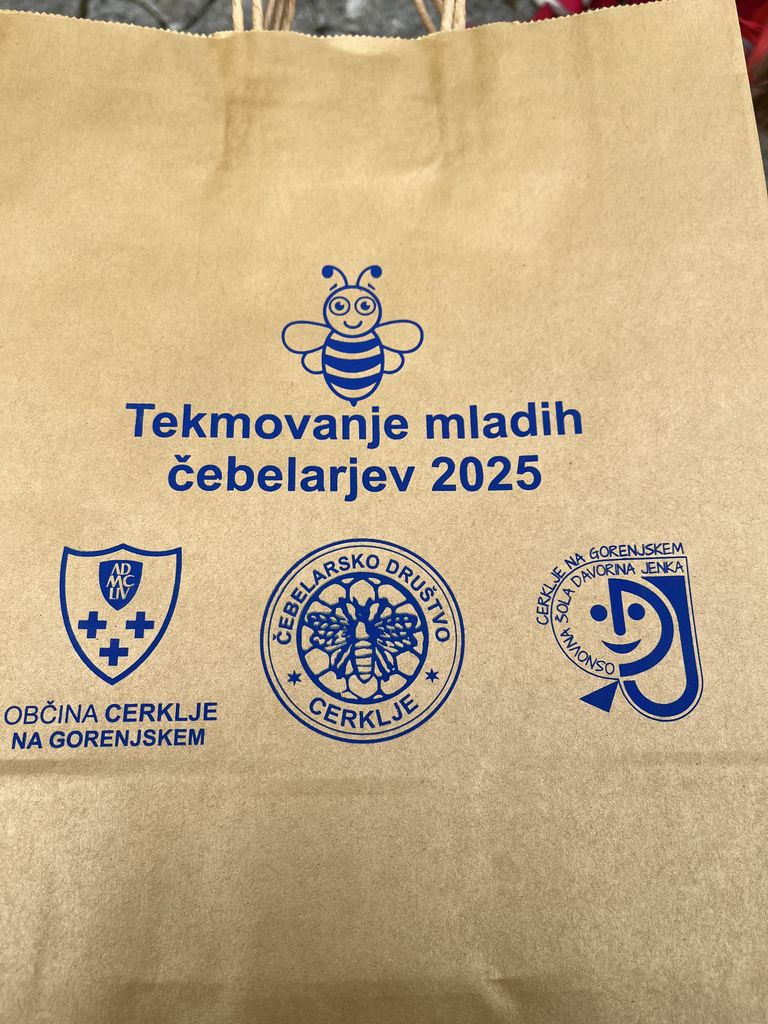 Tekmovanje mladih
čebelarjev 2025
AD
MC
LIV
OBČINA CERKLJE
NA GORENJSKEM
ČEBELARSKO DRUŠTVO
CERKLJE
CERKLJE NA GORENJSKEM
OSNOVNA ŠOLA DAVORINA JENKA